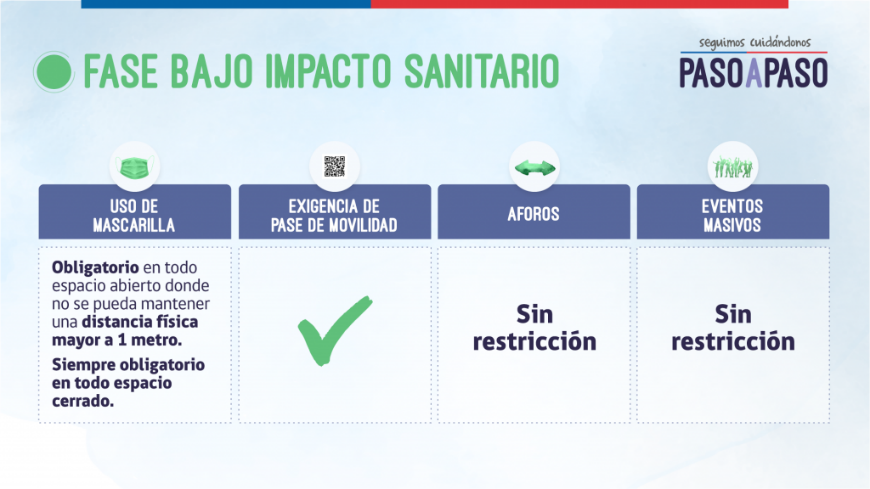 seguimos cuidándonos
FASE BAJO IMPACTO SANITARIO
PASOAPASO
USO DE
MASCARILLA
Obligatorio en todo
espacio abierto donde
no se pueda mantener
una distancia física
mayor a 1 metro.
Siempre obligatorio
en todo espacio
cerrado.
EXIGENCIA DE
PASE DE MOVILIDAD
AFOROS
Sin
restricción
EVENTOS
MASIVOS
Sin
restricción